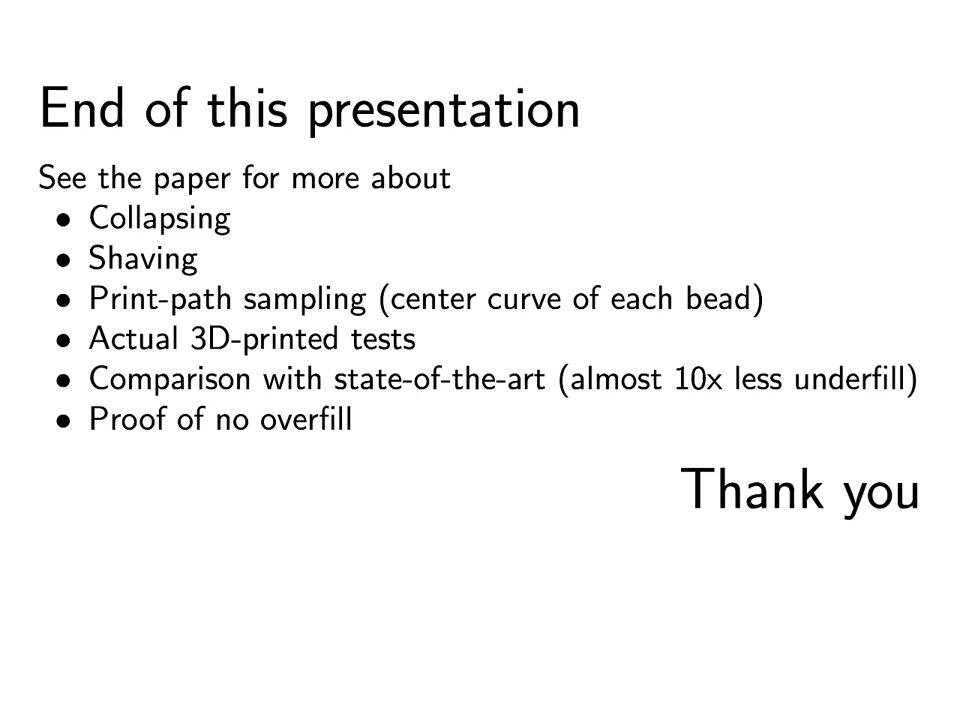 End of this presentation
See the paper for more about
• Collapsing
• Shaving
• Print-path sampling (center curve of each bead)
• Actual 3D-printed tests
• Comparison with state-of-the-art (almost 10x less underfill)
• Proof of no overfill
Thank you